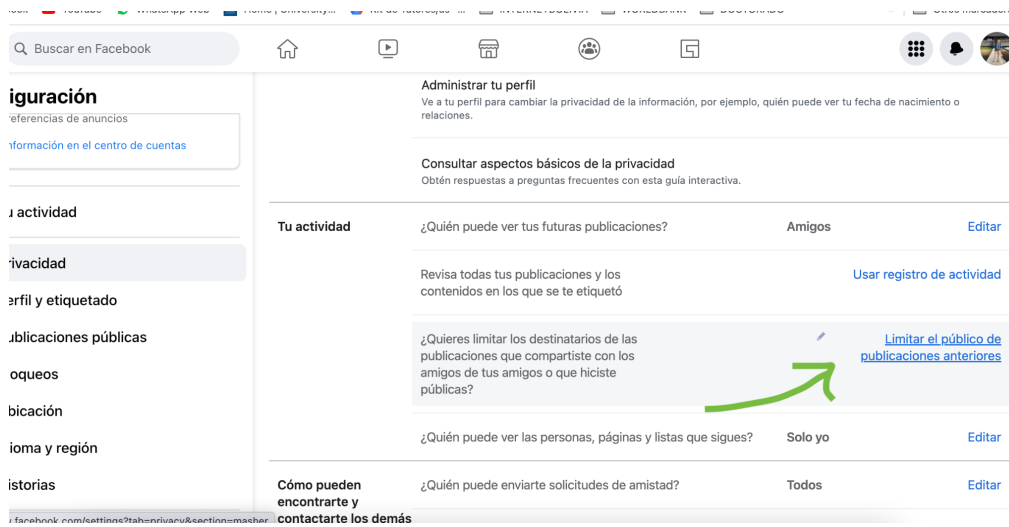 YouTube WhatsApp Web
Buscar en Facebook
iguración
referencias de anuncios
nformación en el centro de cuentas
u actividad
rivacidad
erfil y etiquetado
ublicaciones públicas
oqueos
bicación
ioma y región
istorias
facebook.com/settings?tab=privacy&section=masher
Administrar tu perfil
Ve a tu perfil para cambiar la privacidad de la información, por ejemplo, quién puede ver tu fecha de nacimiento o
relaciones.
Consultar aspectos básicos de la privacidad
Obtén respuestas a preguntas frecuentes con esta guía interactiva.
Tu actividad
¿Quién puede ver tus futuras publicaciones? Amigos Editar
Revisa todas tus publicaciones y los
contenidos en los que se te etiquetó
Usar registro de actividad
¿Quieres limitar los destinatarios de las
publicaciones que compartiste con los
amigos de tus amigos o que hiciste
públicas?
Limitar el público de
publicaciones anteriores
¿Quién puede ver las personas, páginas y listas que sigues? Solo yo Editar
Cómo pueden
encontrarte y
contactarte los demás
¿Quién puede enviarte solicitudes de amistad? Todos Editar